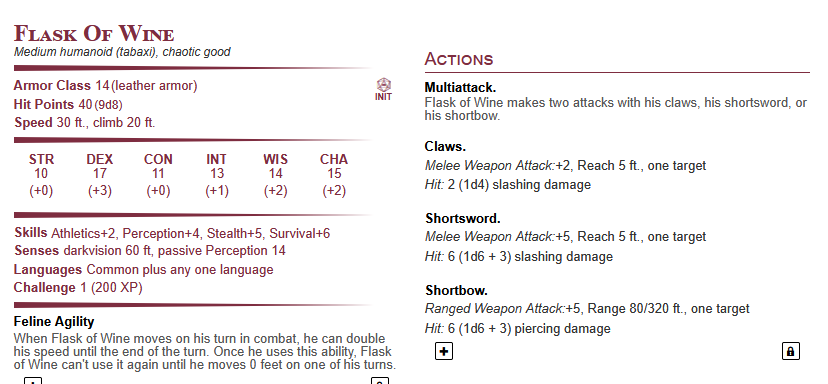 Flask Of Wine
Medium humanoid (tabaxi), chaotic good
Armor Class 14(leather armor)
Hit Points 40(9d8)
Speed 30 ft., climb 20 ft.
INIT
STR DEX CON INT WIS CHA
10 17 11 13 14 15
(+0) (+3) (+0) (+1) (+2) (+2)
Skills Athletics+2, Perception+4, Stealth+5, Survival+6
Senses darkvision 60 ft, passive Perception 14
Languages Common plus any one language
Challenge 1 (200 XP)
Feline Agility
When Flask of Wine moves on his turn in combat, he can double
his speed until the end of the turn. Once he uses this ability, Flask
of Wine can't use it again until he moves 0 feet on one of his turns.
Actions
Multiattack.
Flask of Wine makes two attacks with his claws, his shortsword, or
his shortbow.
Claws.
Melee Weapon Attack:+2, Reach 5 ft., one target
Hit: 2 (1d4) slashing damage
Shortsword.
Melee Weapon Attack:+5, Reach 5 ft., one target
Hit: 6 (1d6 + 3) slashing damage
Shortbow.
Ranged Weapon Attack:+5, Range 80/320 ft., one target
Hit: 6 (1d6 + 3) piercing damage